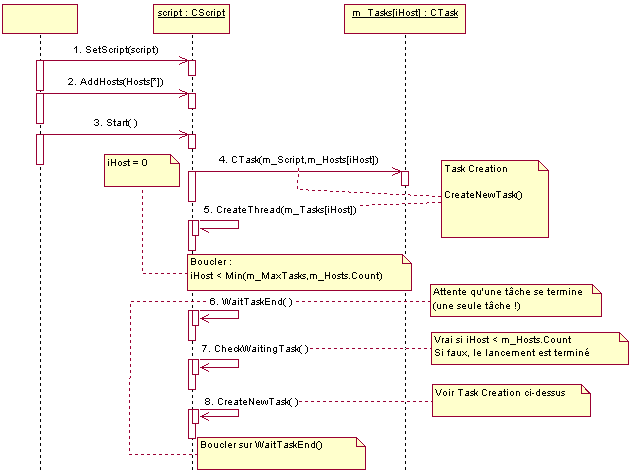 script : CScript
m_Tasks[iHost] : CTask
1. SetScript(script)
2. AddHosts(Hosts[*])
3. Start( )
iHost = 0
4. CTask(m_Script,m_Hosts[iHost])
Task Creation
CreateNewTask()
5. CreateThread(m_Tasks[iHost])
Boucler :
iHost < Min(m_MaxTasks,m_Hosts.Count)
Attente qu'une tâche se termine
(une seule tâche !)
6. WaitTaskEnd( )
Vrai si iHost < m_Hosts.Count
Si faux, le lancement est terminé
7. CheckWaitingTask( )
Voir Task Creation ci-dessus
8. CreateNewTask( )
Boucler sur WaitTaskEnd()